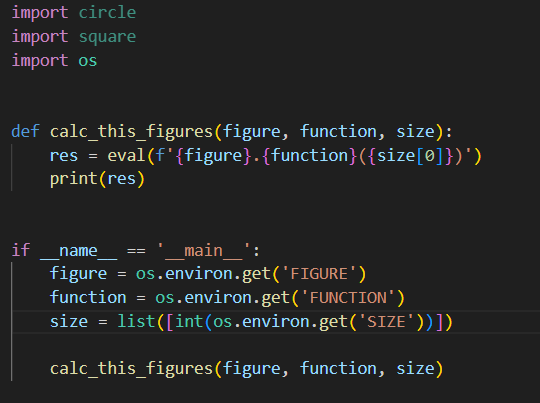 import circle
import square
import os
def calc_this_figures(figure, function, size):
    res = eval(f'{figure}.{function}({size[0]})')
    print(res)
if __name__ == '__main__':
    figure = os.environ.get('FIGURE')
    function = os.environ.get('FUNCTION')
    size = list([int(os.environ.get('SIZE'))])
    calc_this_figures(figure, function, size)